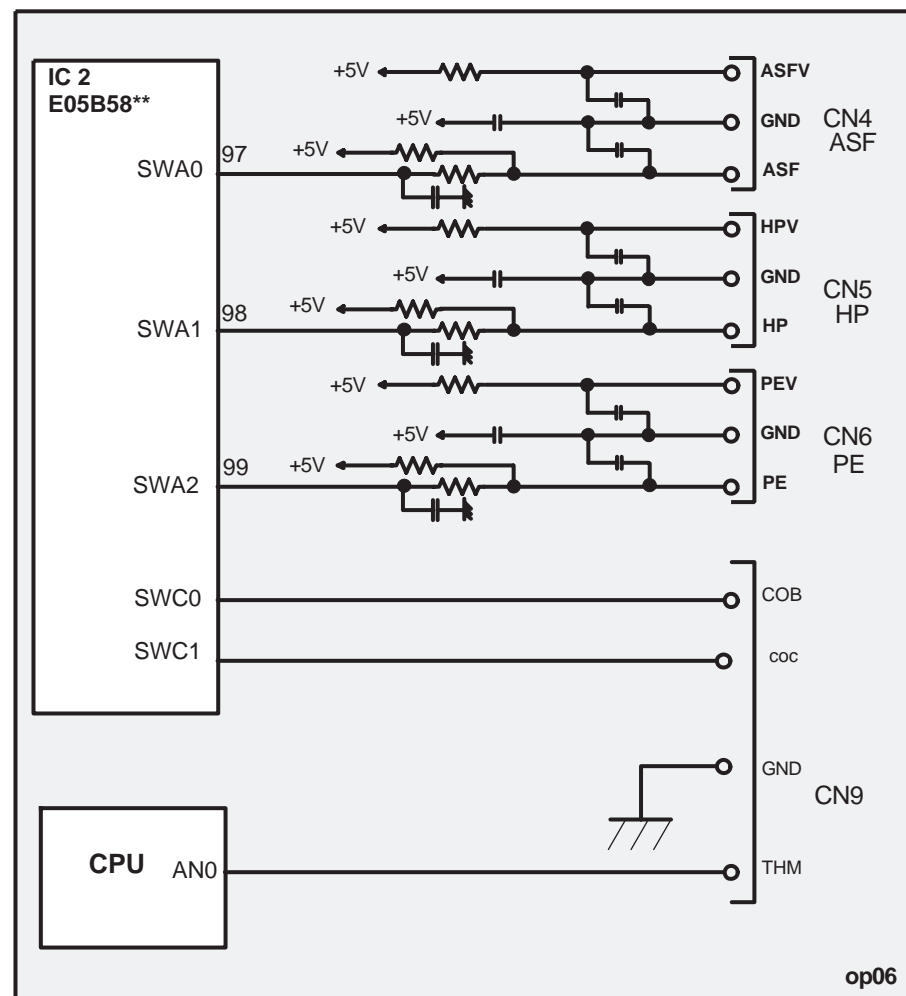 IC 2
E05B58**
SWA0
97
+5V
+5V
+5V
ASFV
GND
ASF
CN4
ASF
SWA1
98
+5V
+5V
+5V
HPV
GND
HP
CN5
HP
SWA2
99
+5V
+5V
+5V
PEV
GND
PE
CN6
PE
SWC0
COB
SWC1
coc
GND
CN9
CPU
AN0
THM
op06